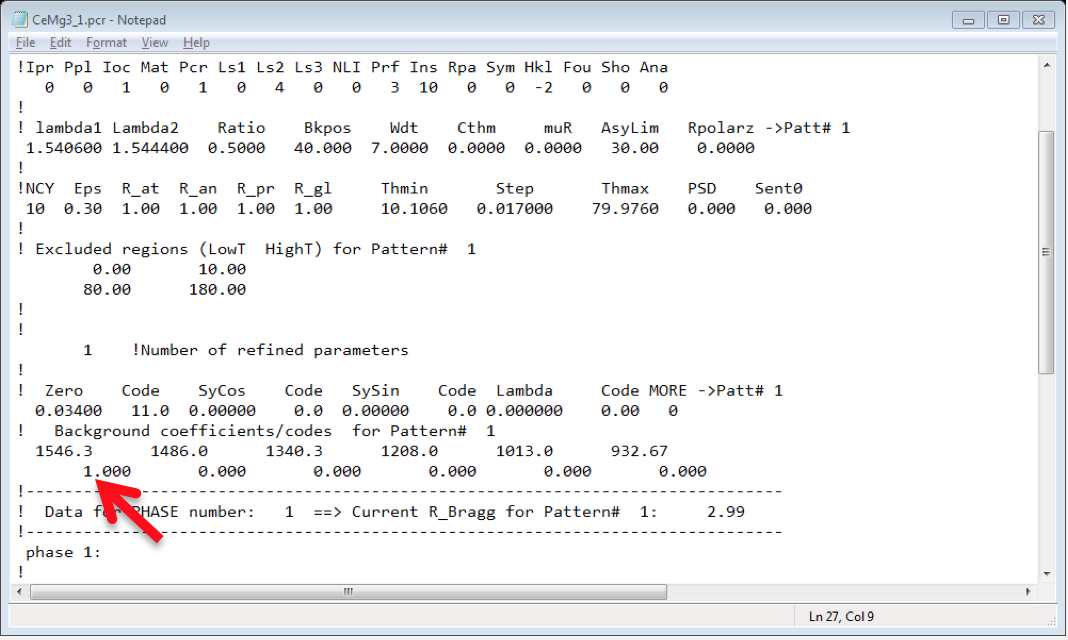 CeMg3_1.pcr - Notepad
File Edit Format View Help
!Ipr Ppl Ioc Mat Pcr Ls1 Ls2 Ls3 NLI Prf Ins Rpa Sym Hkl Fou Sho Ana
0 0 1 0 1 0 4 0 0 3 10 0 0 -2 0 0 0
!
! lambda1 Lambda2 Ratio Bkpos Wdt Cthm muR AsyLim Rpolarz ->Patt# 1
1.540600 1.544400 0.5000 40.000 7.0000 0.0000 0.0000 30.00 0.0000
!
!NCY Eps R_at R_an R_pr R_gl Thmin Step Thmax PSD Sent0
10 0.30 1.00 1.00 1.00 1.00 10.1060 0.017000 79.9760 0.000 0.000
!
! Excluded regions (LowT HighT) for Pattern# 1
0.00 10.00
80.00 180.00
!
!
1 !Number of refined parameters
!
! Zero Code SyCos Code SySin Code Lambda Code MORE ->Patt# 1
0.03400 11.0 0.00000 0.0 0.00000 0.0 0.000000 0.00 0
! Background coefficients/codes for Pattern# 1
1546.3 1486.0 1340.3 1208.0 1013.0 932.67
1.000 0.000 0.000 0.000 0.000 0.000
!-------------------------------------------------------------------------------
! Data for PHASE number: 1 ==> Current R_Bragg for Pattern# 1: 2.99
!-------------------------------------------------------------------------------
phase 1:
!
Ln 27, Col 9